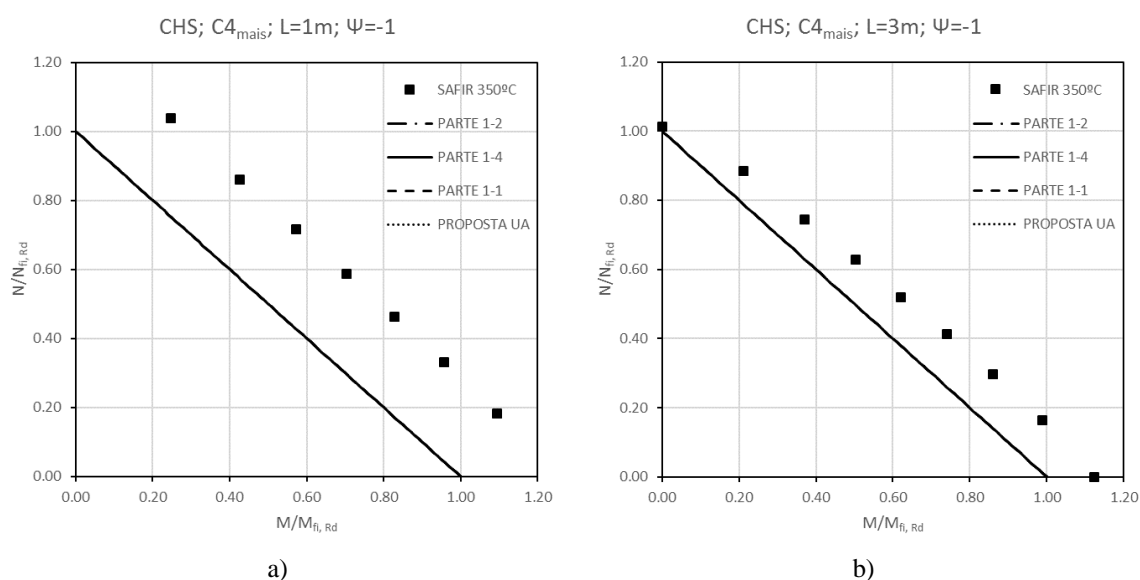 CHS; C4mais; L=1m; Ψ=-1
1.20
1.00
0.80
0.60
0.40
0.20
0.00
N/Nfi,Rd
SAFIR 350ºC
PARTE 1-2
PARTE 1-4
PARTE 1-1
PROPOSTA UA
0.00 0.20 0.40 0.60 0.80 1.00 1.20
M/Mfi, Rd
a)
CHS; C4mais; L=3m; Ψ=-1
1.20
1.00
0.80
0.60
0.40
0.20
0.00
N/Nfi,Rd
SAFIR 350ºC
PARTE 1-2
PARTE 1-4
PARTE 1-1
PROPOSTA UA
0.00 0.20 0.40 0.60 0.80 1.00 1.20
M/Mfi, Rd
b)